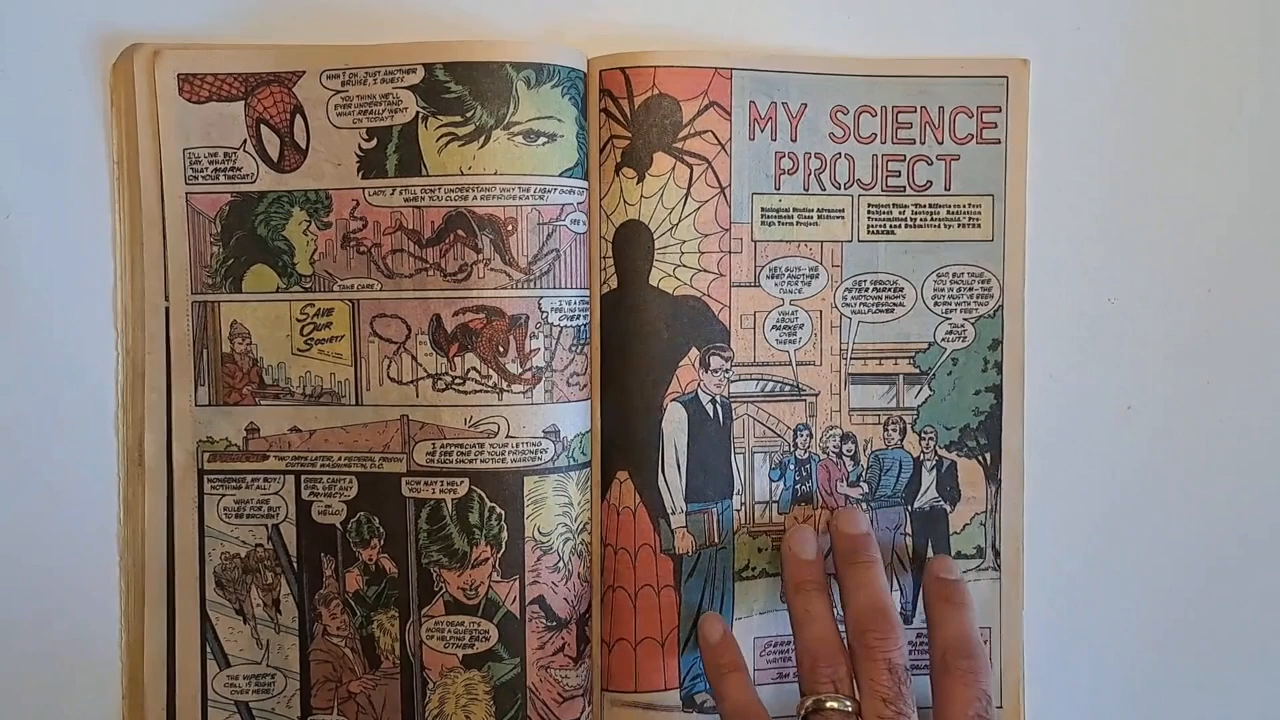 HNH? OH, JUST ANOTHER
BRUISE, I GUESS.
YOU THINK WE'LL
EVER UNDERSTAND
WHAT REALLY WENT
ON TODAY?
I'LL LIVE. BUT,
SAY, WHAT'S
THAT MARK
ON YOUR THROAT?
LADY, I STILL DON'T UNDERSTAND WHY THE LIGHT GOES OUT
WHEN YOU CLOSE A REFRIGERATOR!
SEE
TAKE CARE!
SAVE
OUR
SOCIETY
--I'VE A
FEELING
OVER
TWO DAYS LATER, A FEDERAL PRISON
OUTSIDE WASHINGTON, D.C.
I APPRECIATE YOUR LETTING
ME SEE ONE OF YOUR PRISONERS
ON SUCH SHORT NOTICE, WARDEN.
NONSENSE, MY BOY!
NOTHING AT ALL!
WHAT ARE
RULES FOR, BUT
TO BE BROKEN?
THE VIPER'S
CELL IS RIGHT
OVER HERE!
GEEZ, CAN'T A
GIRL GET ANY
PRIVACY--
--OH,
HELLO!
HOW MAY I HELP
YOU-- I HOPE.
MY DEAR, IT'S
MORE A QUESTION
OF HELPING EACH
OTHER.
MY SCIENCE
PROJECT
Biological Studies Advanced
Placement Class Midtown
High Term Project.
Project Title: "The Effects on a Test
Subject of Isotopic Radiation
Transmitted by an Arachnid." Pre-
pared and Submitted by: PETER
PARKER.
HEY, GUYS-- WE
NEED ANOTHER
KID FOR THE
DANCE.
WHAT
ABOUT
PARKER
OVER
THERE?
GET SERIOUS.
PETER PARKER
IS MIDTOWN HIGH'S
ONLY PROFESSIONAL
WALLFLOWER.
SAD, BUT TRUE.
YOU SHOULD SEE
HIM IN GYM--THE
GUY MUST'VE BEEN
BORN WITH TWO
LEFT FEET.
TALK
ABOUT
KLUTZ.
GERRY
CONWAY
WRITER
JIM